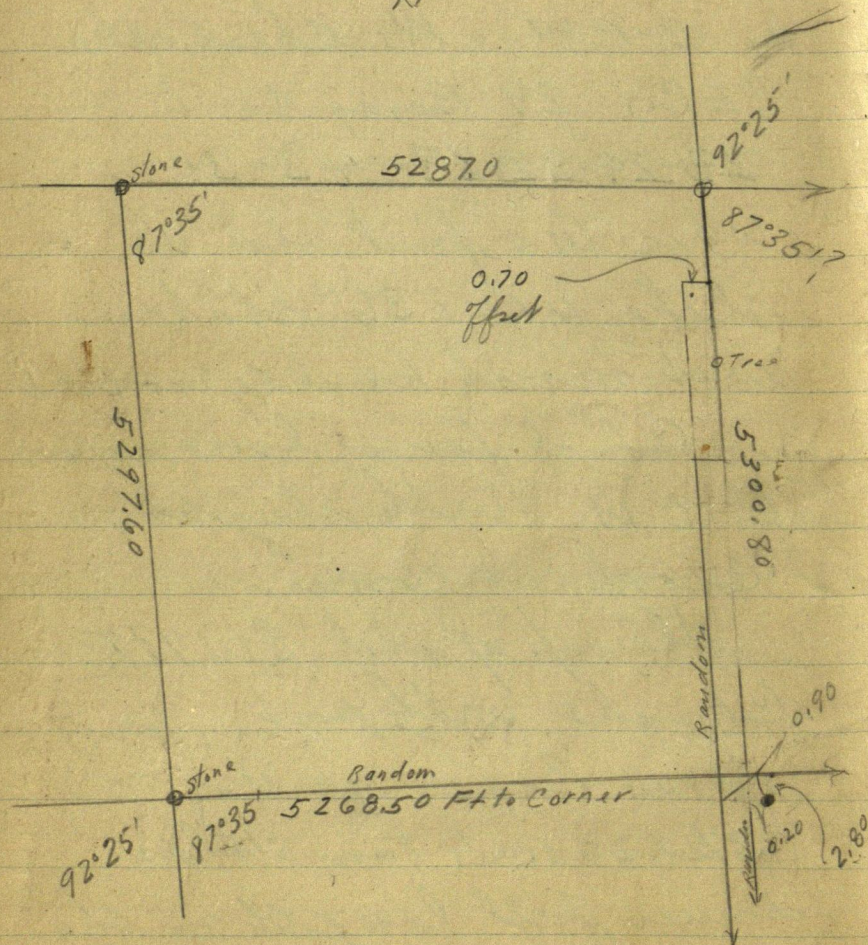 92°25'
stone
5287.0
87°35'
87°35'?
0.70
offset
Tree
5297.60
5300.80
Random
0.90
stone
Random
5268.50 Ft to Corner
87°35'
92°25'
0.20
2.80